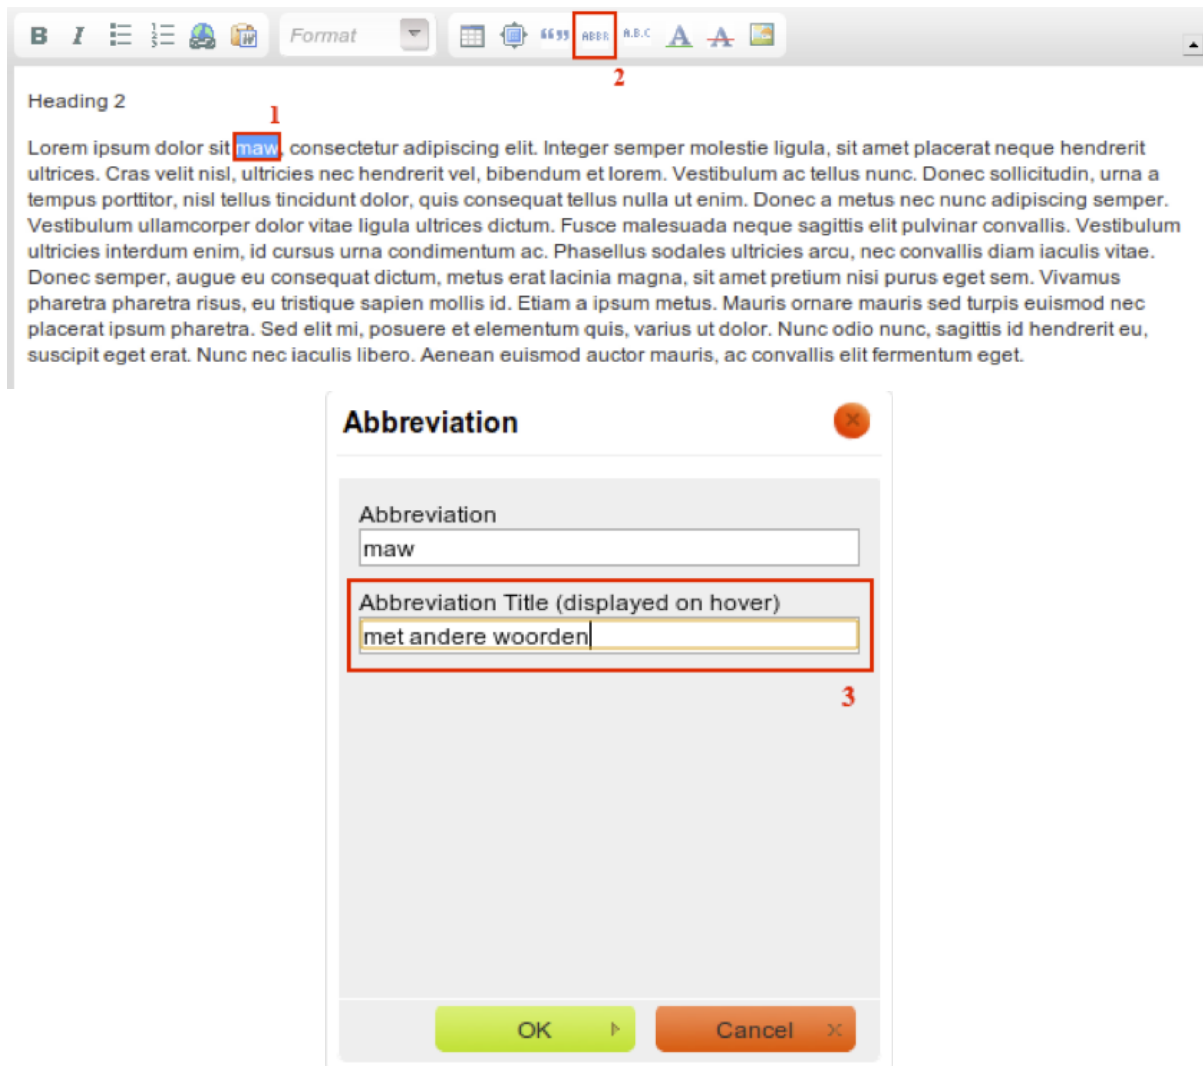 B I Format “”” ABBR A.B.C A A
2
Heading 2
1
Lorem ipsum dolor sit maw, consectetur adipiscing elit. Integer semper molestie ligula, sit amet placerat neque hendrerit
ultrices. Cras velit nisl, ultricies nec hendrerit vel, bibendum et lorem. Vestibulum ac tellus nunc. Donec sollicitudin, urna a
tempus porttitor, nisl tellus tincidunt dolor, quis consequat tellus nulla ut enim. Donec a metus nec nunc adipiscing semper.
Vestibulum ullamcorper dolor vitae ligula ultrices dictum. Fusce malesuada neque sagittis elit pulvinar convallis. Vestibulum
ultricies interdum enim, id cursus urna condimentum ac. Phasellus sodales ultricies arcu, nec convallis diam iaculis vitae.
Donec semper, augue eu consequat dictum, metus erat lacinia magna, sit amet pretium nisi purus eget sem. Vivamus
pharetra pharetra risus, eu tristique sapien mollis id. Etiam a ipsum metus. Mauris ornare mauris sed turpis euismod nec
placerat ipsum pharetra. Sed elit mi, posuere et elementum quis, varius ut dolor. Nunc odio nunc, sagittis id hendrerit eu,
suscipit eget erat. Nunc nec iaculis libero. Aenean euismod auctor mauris, ac convallis elit fermentum eget.
Abbreviation
Abbreviation
maw
Abbreviation Title (displayed on hover)
met andere woorden
3
OK Cancel